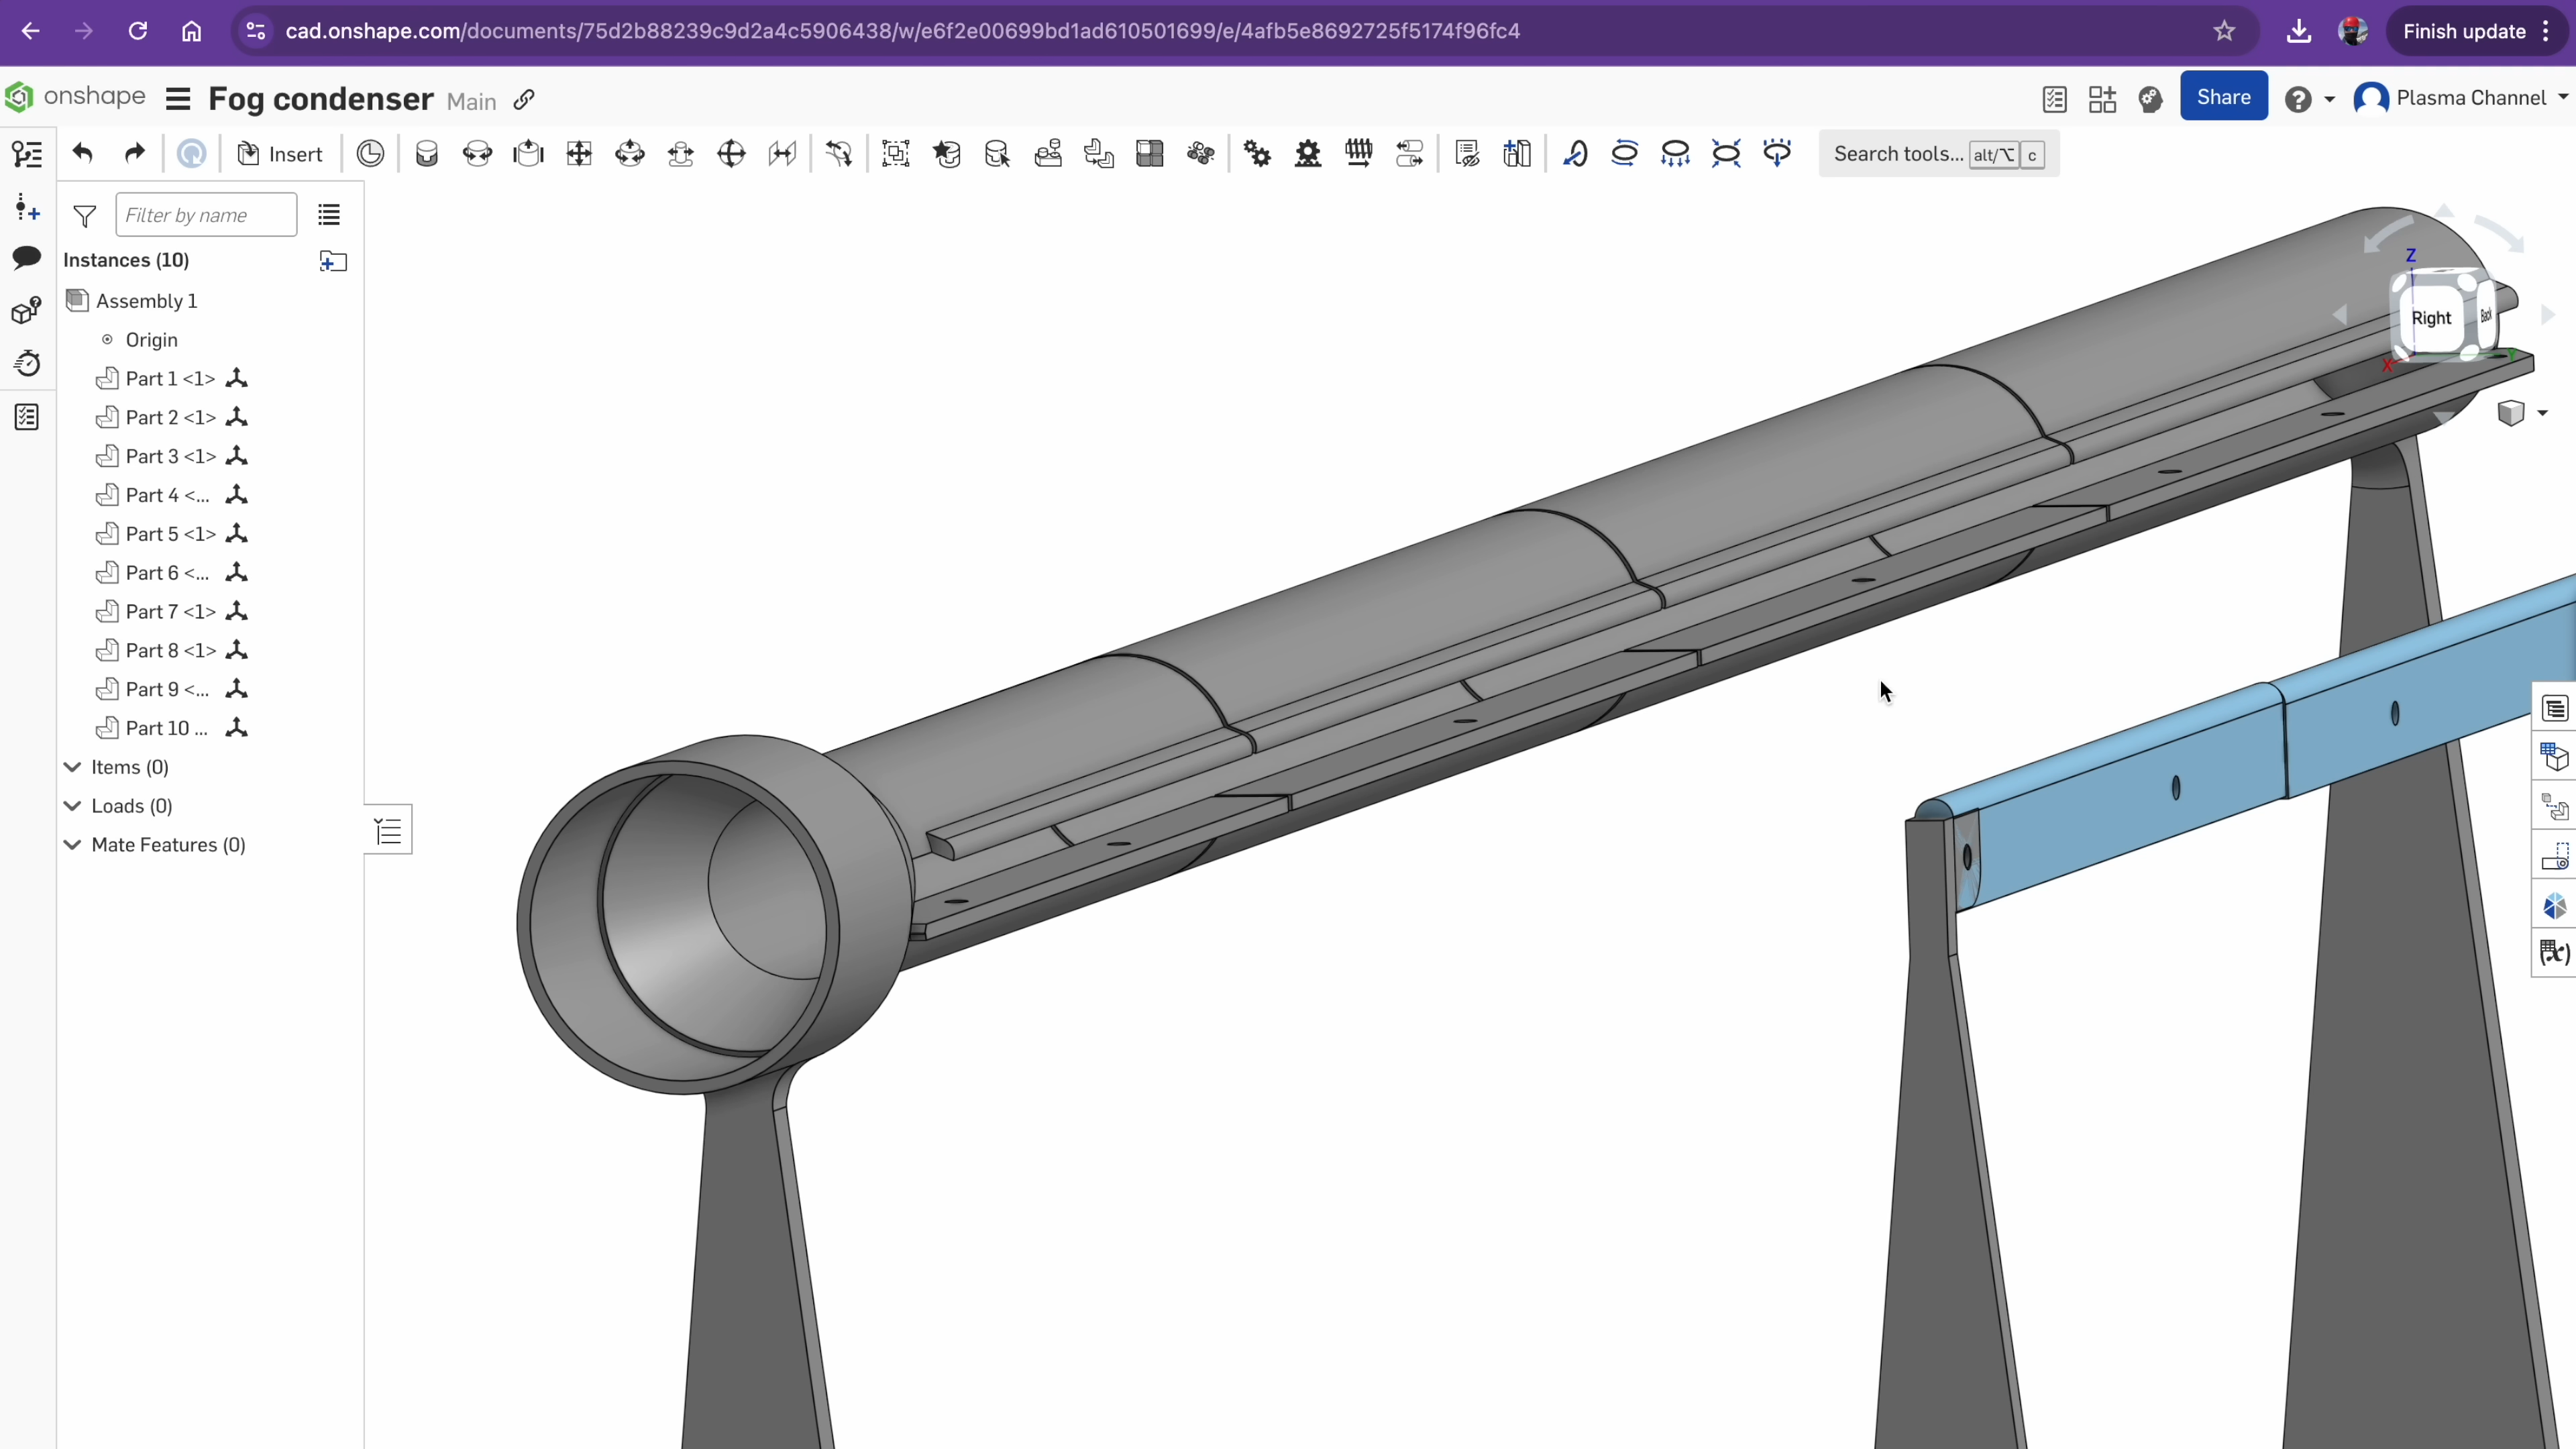 cad.onshape.com/documents/75d2b88239c9d2a4c5906438/w/e6f2e00699bd1ad610501699/e/4afb5e8692725f5174f96fc4
Finish update
onshape
Fog condenser
Main
Share
Plasma Channel
Insert
Search tools... alt/⌥ c
Filter by name
Instances (10)
Assembly 1
Origin
Part 1 <1>
Part 2 <1>
Part 3 <1>
Part 4 <...
Part 5 <1>
Part 6 <...
Part 7 <1>
Part 8 <1>
Part 9 <...
Part 10 ...
Items (0)
Loads (0)
Mate Features (0)
Z
Right
Back
X
Y
(x)